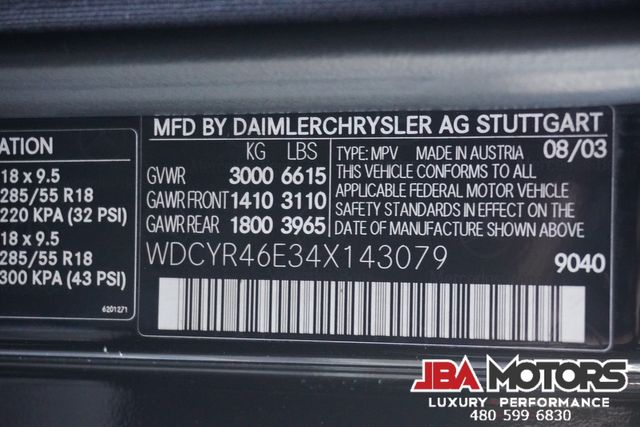 ATION
18 x 9.5
285/55 R18
220 KPA (32 PSI)
18 x 9.5
285/55 R18
300 KPA (43 PSI)
6201271
MFD BY DAIMLERCHRYSLER AG STUTTGART
KG LBS
GVWR 3000 6615
GAWR FRONT 1410 3110
GAWR REAR 1800 3965
TYPE: MPV MADE IN AUSTRIA 08/03
THIS VEHICLE CONFORMS TO ALL
APPLICABLE FEDERAL MOTOR VEHICLE
SAFETY STANDARDS IN EFFECT ON THE
DATE OF MANUFACTURE SHOWN ABOVE.
WDCYR46E34X143079
9040
JBA MOTORS
LUXURY PERFORMANCE
480 599 6830